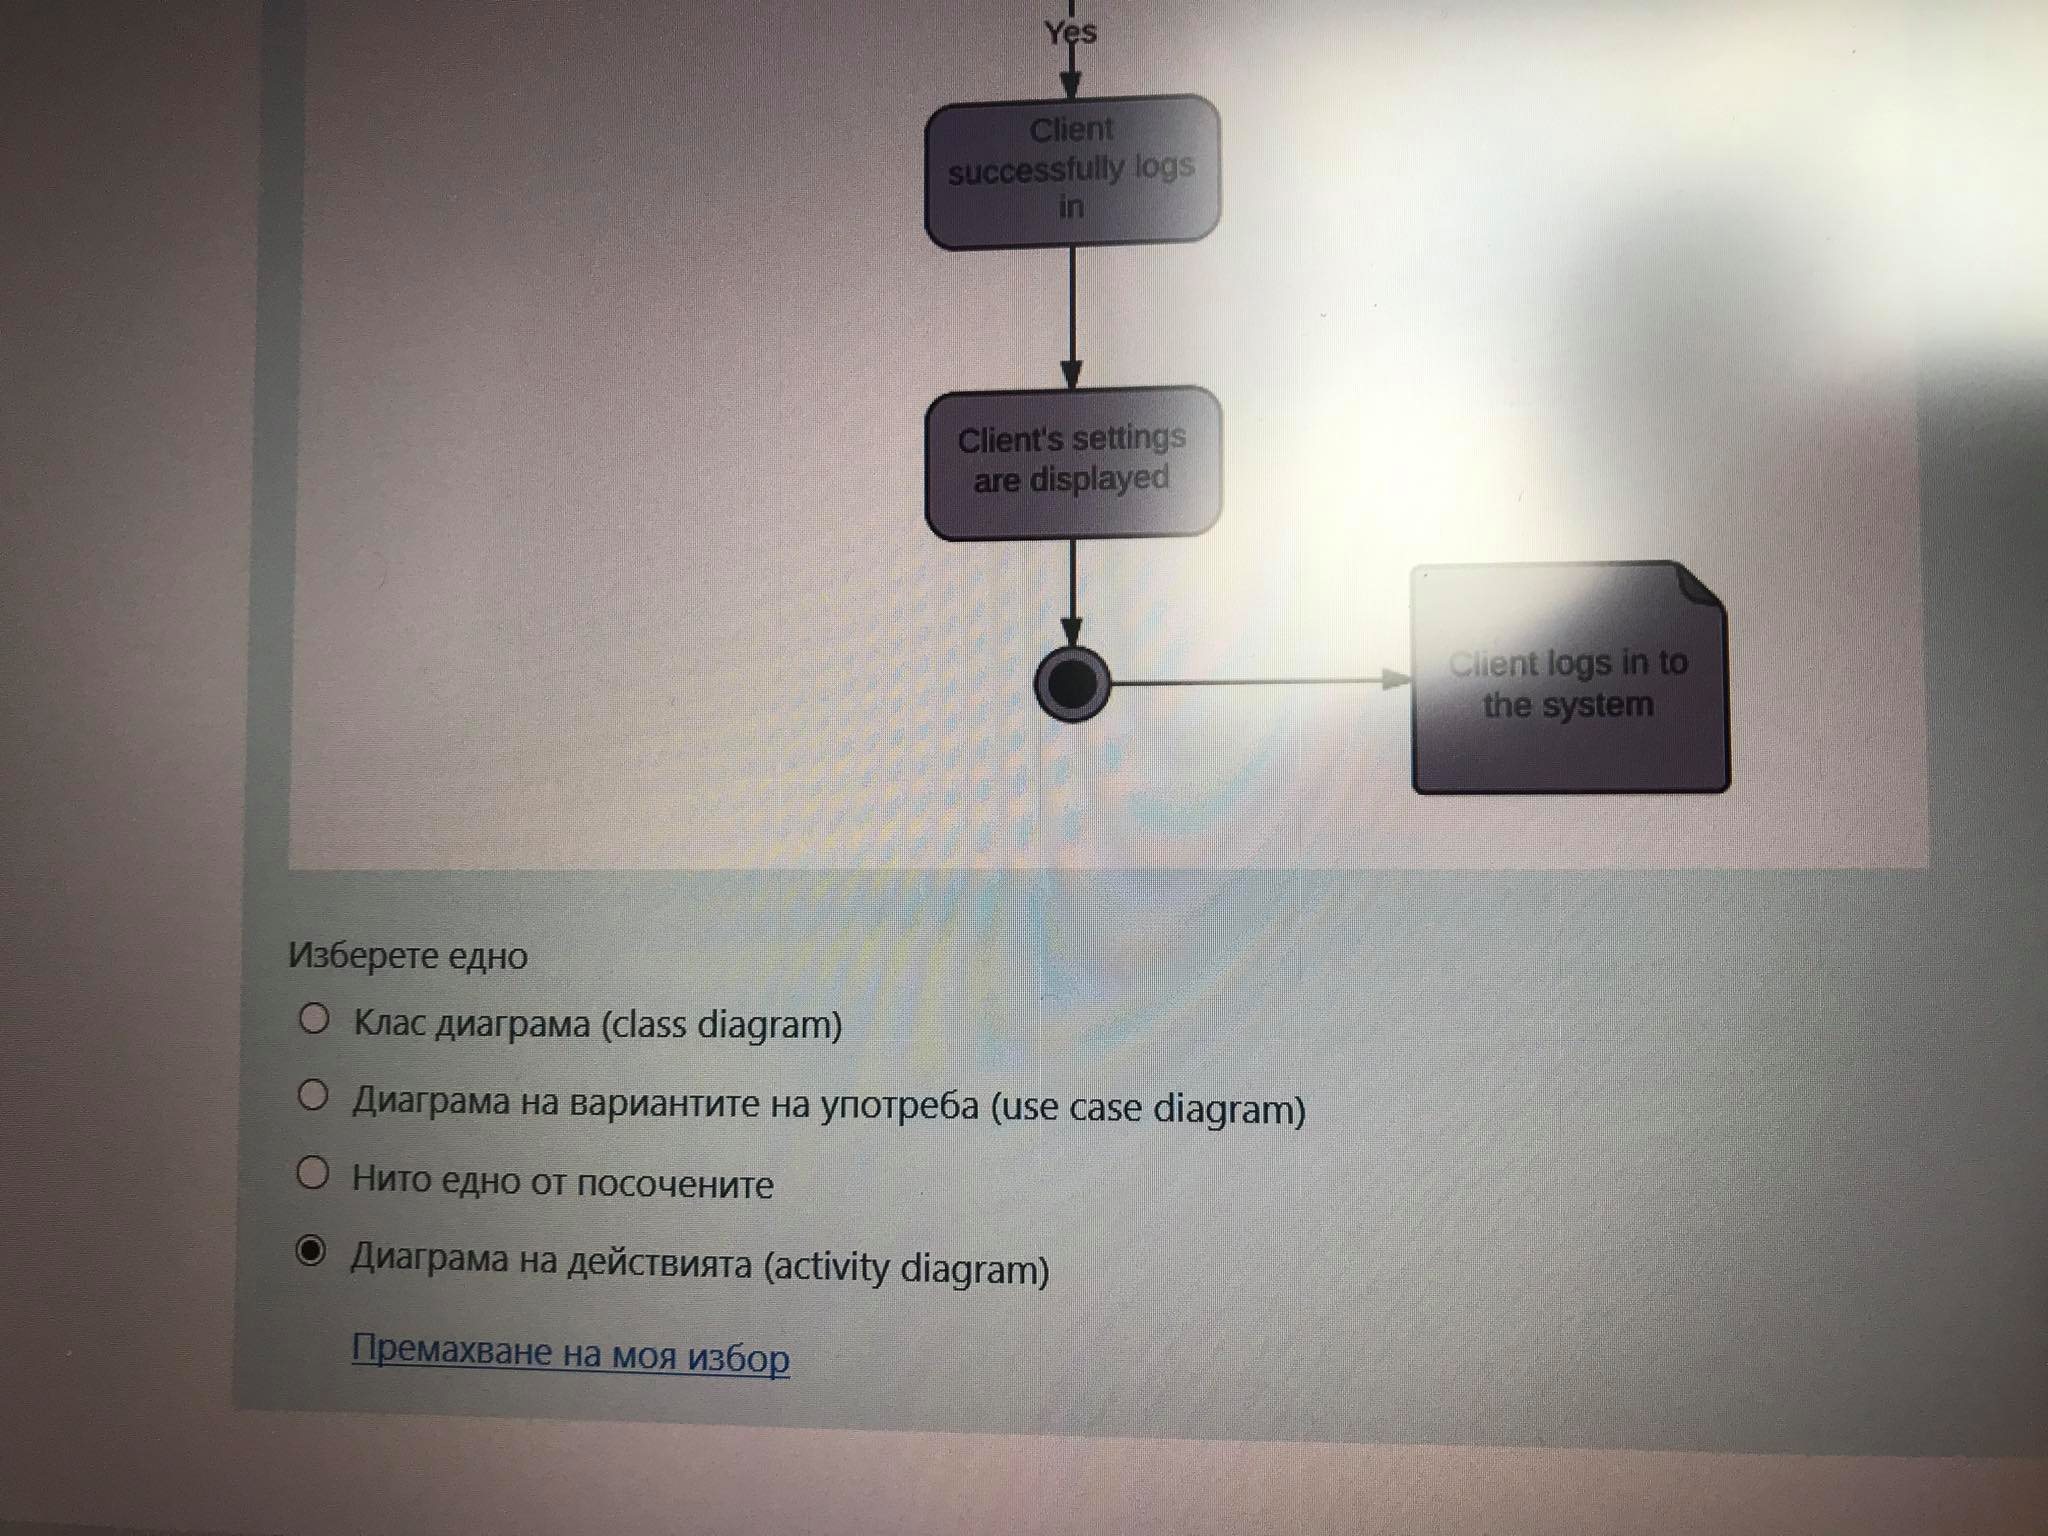 Yes
Client
successfully logs
in
Client's settings
are displayed
Client logs in to
the system
Изберете едно
Клас диаграма (class diagram)
Диаграма на вариантите на употреба (use case diagram)
Нито едно от посочените
Диаграма на действията (activity diagram)
Премахване на моя избор